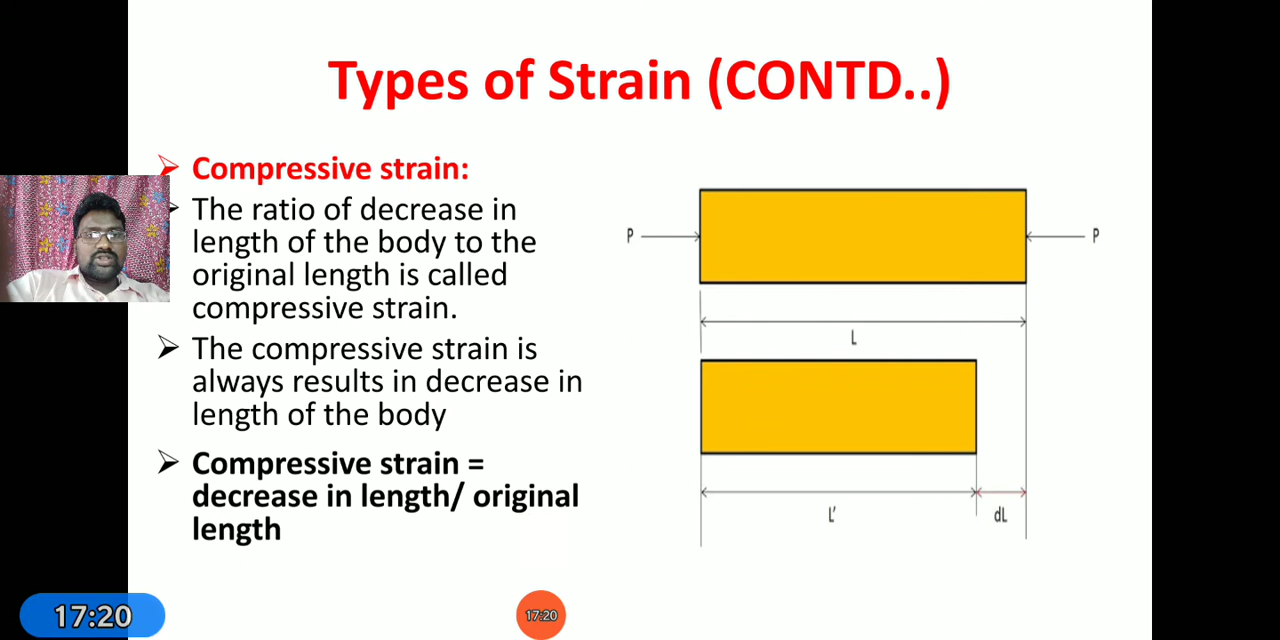 Types of Strain (CONTD..)
Compressive strain:
The ratio of decrease in
length of the body to the
original length is called
compressive strain.
The compressive strain is
always results in decrease in
length of the body
Compressive strain =
decrease in length/ original
length
P
P
L
L'
dL
17:20
17:20